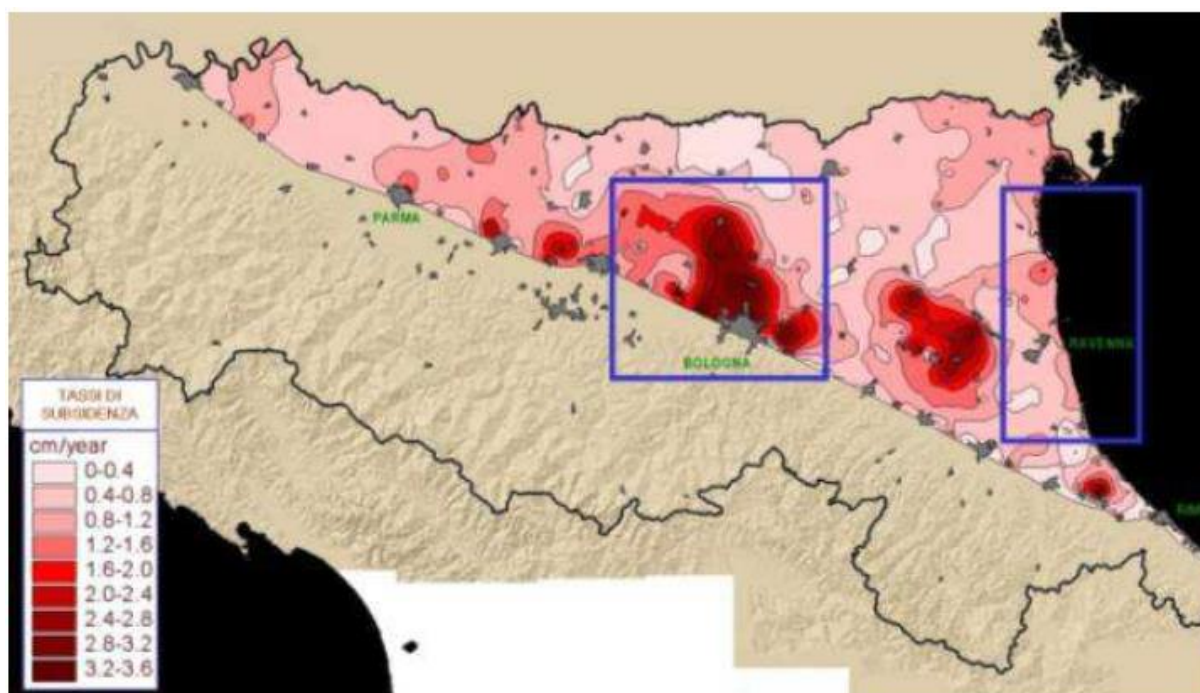 PARMA
BOLOGNA
RAVENNA
TASSI DI
SUBSIDENZA
cm/year
0-0.4
0.4-0.8
0.8-1.2
1.2-1.6
1.6-2.0
2.0-2.4
2.4-2.8
2.8-3.2
3.2-3.6